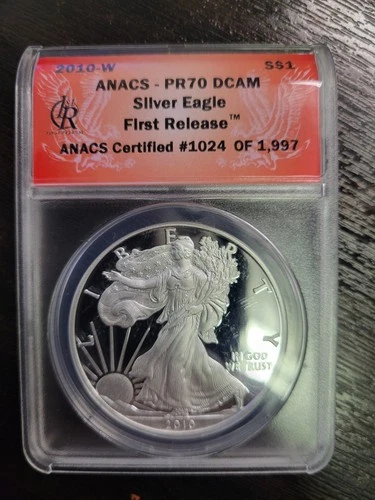 2010-W S$1
ANACS - PR70 DCAM
Silver Eagle
First Release™
ANACS Certified #1024 OF 1,997
LIBERTY
IN GOD
WE TRUST
2010